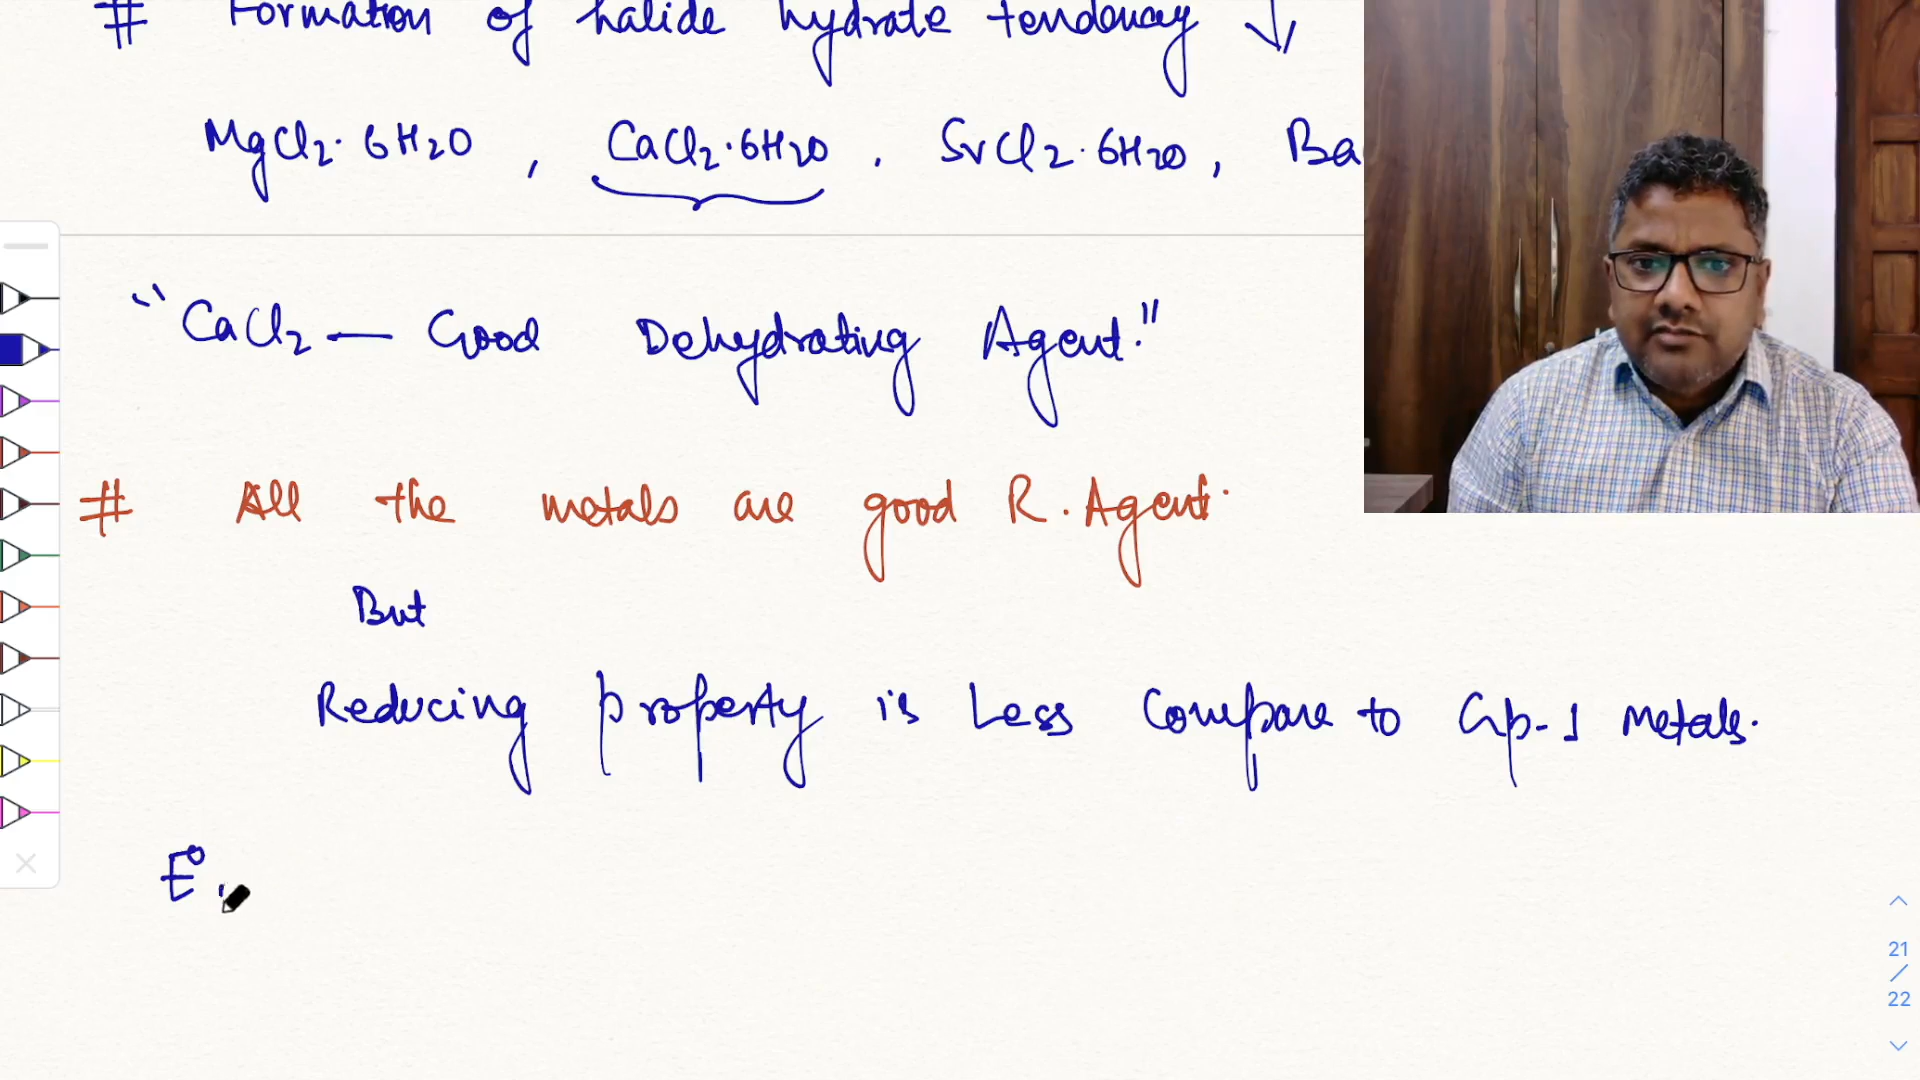 # Formation of halide hydrate tendency ↓
MgCl2·6H2O , CaCl2·6H2O , SrCl2·6H2O, Ba
"CaCl2 — Good Dehydrating Agent."
# All the metals are good R. Agent.
But
Reducing property is Less Compare to Gp-1 metals.
E°
21
/
22